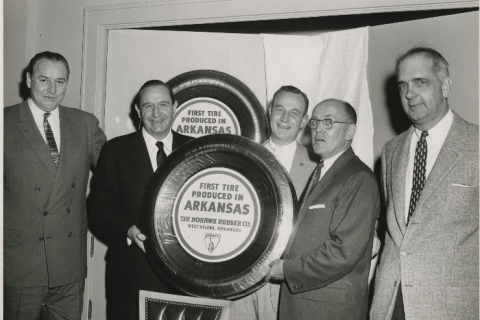 FIRST TIRE
PRODUCED IN
ARKANSAS
FIRST TIRE
PRODUCED IN
ARKANSAS
THE MOHAWK RUBBER CO.
WEST HELENA, ARKANSAS